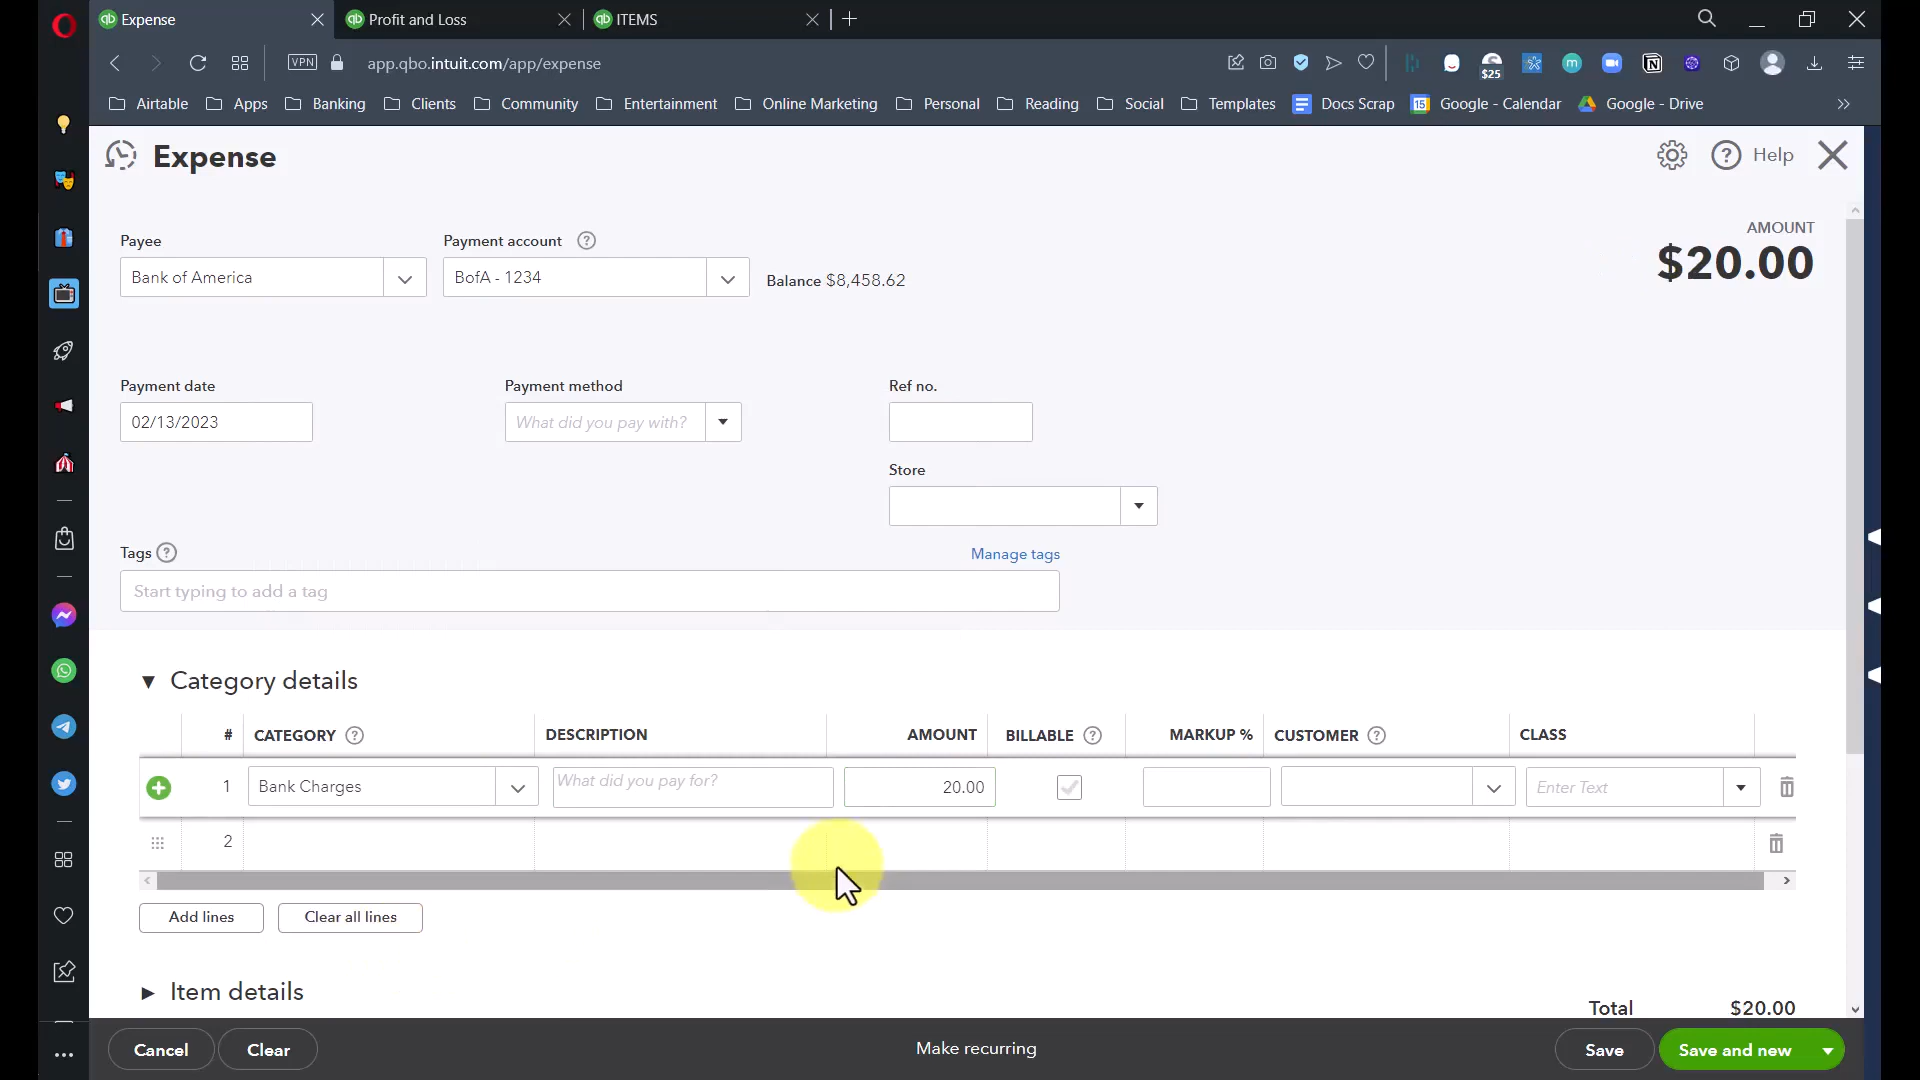 Expense
Profit and Loss
ITEMS
VPN
app.qbo.intuit.com/app/expense
$25
m
Airtable
Apps
Banking
Clients
Community
Entertainment
Online Marketing
Personal
Reading
Social
Templates
Docs Scrap
15
Google - Calendar
Google - Drive
Expense
Help
Payee
Payment account
AMOUNT
$20.00
Bank of America
BofA - 1234
Balance $8,458.62
Payment date
Payment method
Ref no.
02/13/2023
What did you pay with?
Store
Tags
Manage tags
Start typing to add a tag
Category details
# CATEGORY DESCRIPTION AMOUNT BILLABLE MARKUP % CUSTOMER CLASS
1 Bank Charges What did you pay for? 20.00 Enter Text
2
Add lines
Clear all lines
Item details
Total $20.00
Cancel
Clear
Make recurring
Save
Save and new